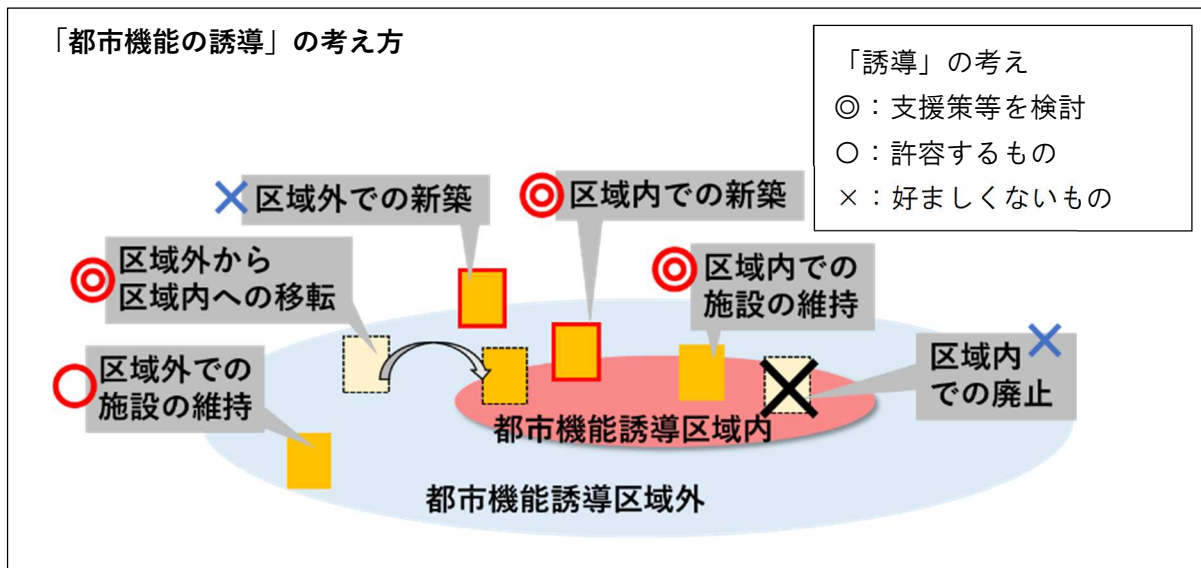 「都市機能の誘導」の考え方
「誘導」の考え
◎：支援策等を検討
○：許容するもの
×：好ましくないもの
×区域外での新築
◎区域内での新築
◎区域外から
区域内への移転
◎区域内での
施設の維持
○区域外での
施設の維持
区域内×
での廃止
都市機能誘導区域内
都市機能誘導区域外